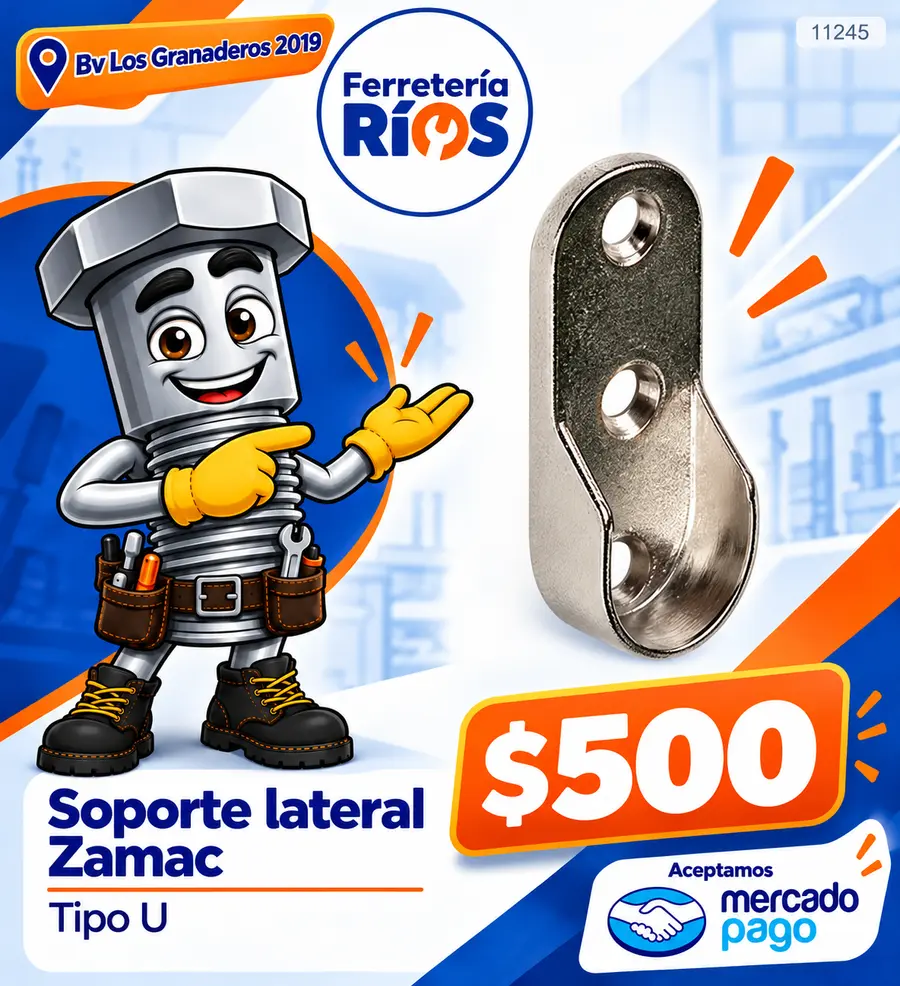 Bv Los Granaderos 2019
Ferretería
RÍOS
11245
$500
Soporte lateral
Zamac
Tipo U
Aceptamos
mercado
pago